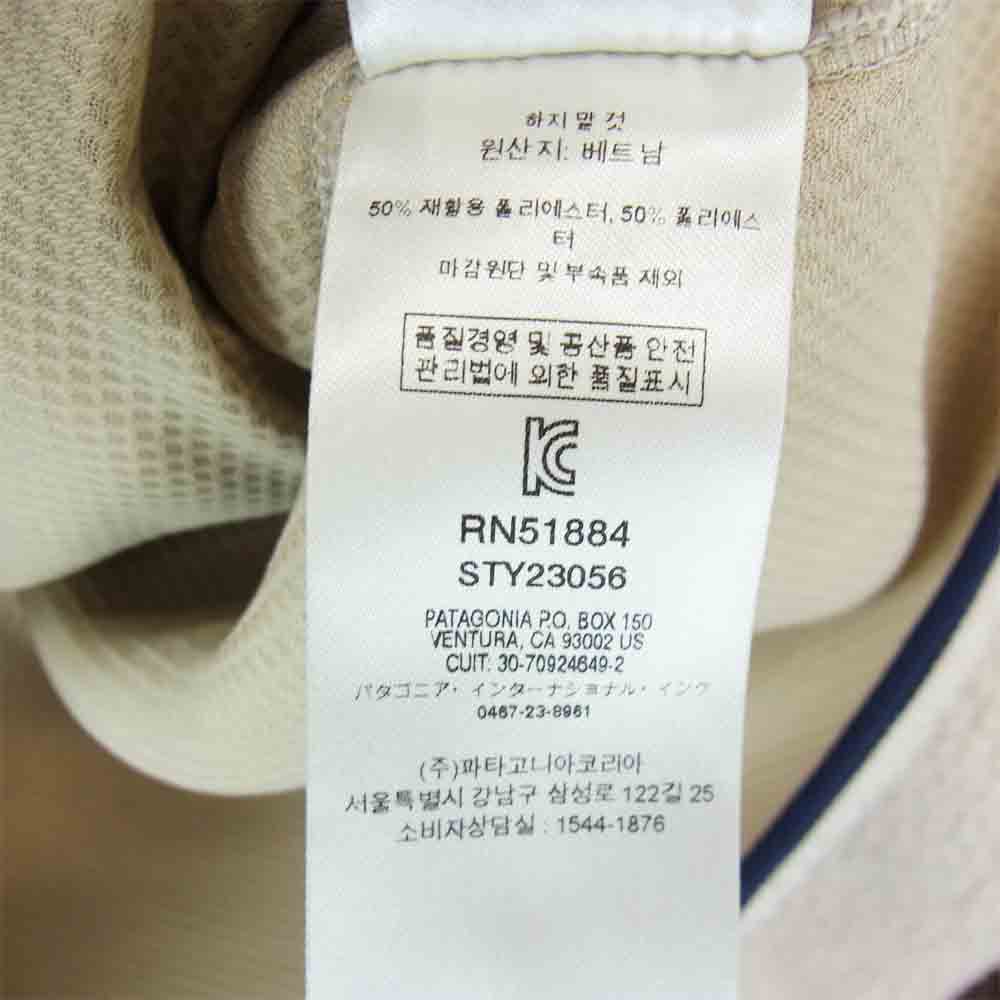 하지 말 것
원산지: 베트남
50% 재활용 폴리에스터, 50% 폴리에스
터
마감원단 및 부속품 제외
품질경영 및 공산품 안전
관리법에 의한 품질표시
RN51884
STY23056
PATAGONIA P.O. BOX 150
VENTURA, CA 93002 US
CUIT: 30-70924649-2
パタゴニア・インターナショナル・インク
0467-23-8961
(주)파타고니아코리아
서울특별시 강남구 삼성로 122길 25
소비자상담실 : 1544-1876